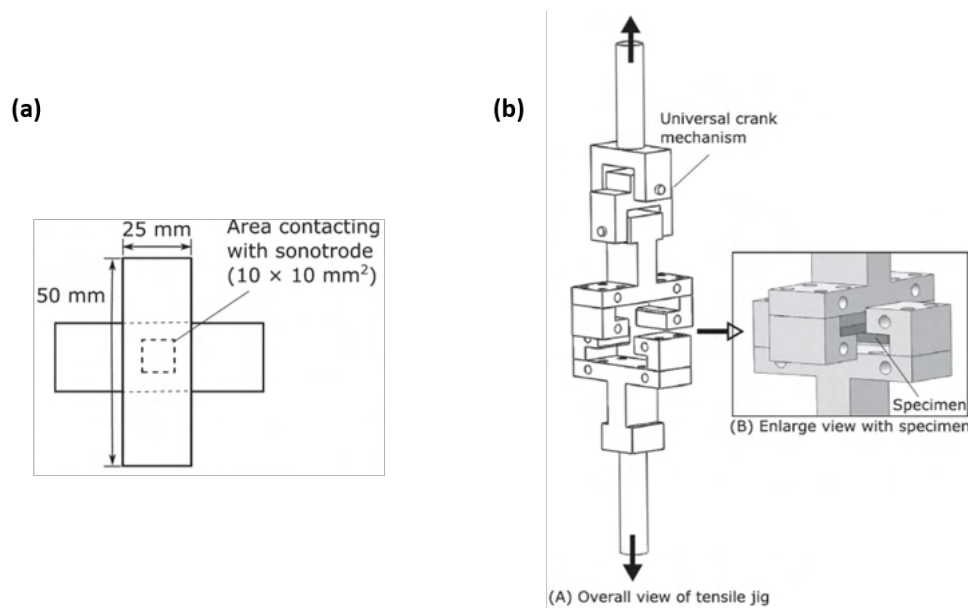 (a)
25 mm
Area contacting
with sonotrode
(10 × 10 mm²)
50 mm
(b)
Universal crank
mechanism
Specimen
(B) Enlarge view with specimen
(A) Overall view of tensile jig